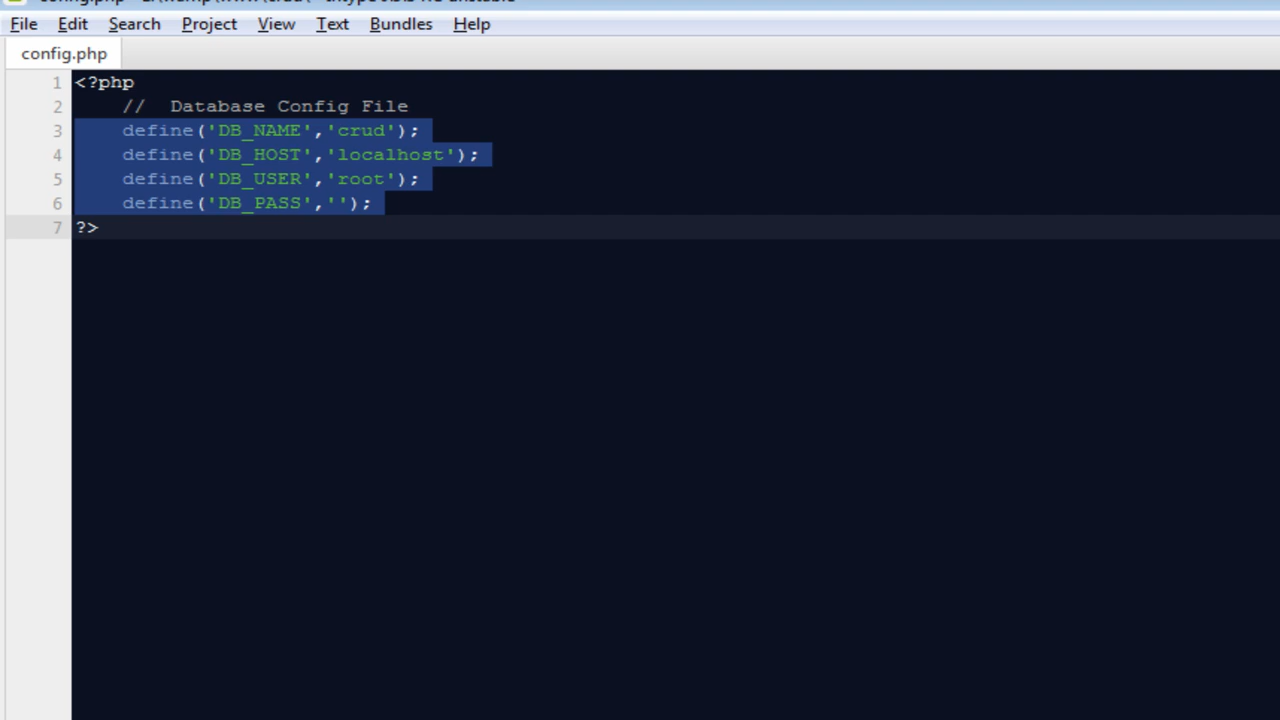 File Edit Search Project View Text Bundles Help
config.php
1 <?php
2 //  Database Config File
3 define('DB_NAME','crud');
4 define('DB_HOST','localhost');
5 define('DB_USER','root');
6 define('DB_PASS','');
7 ?>